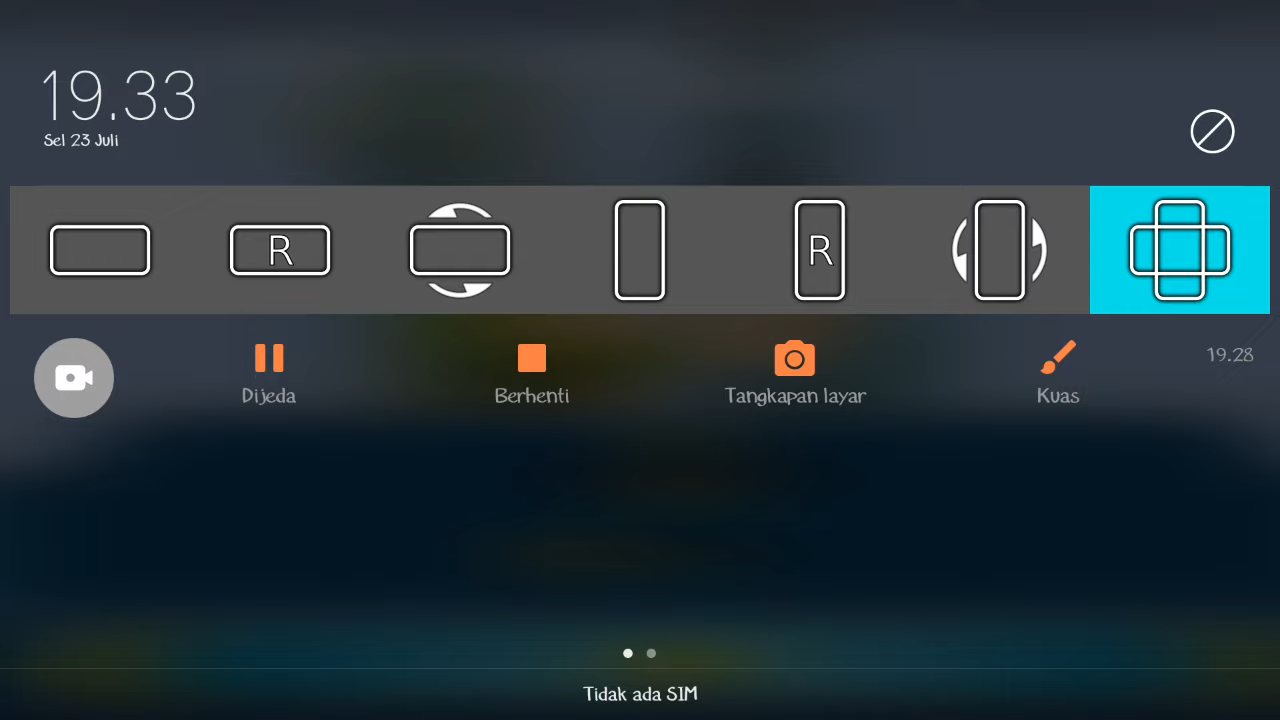 19.33
Sel 23 Juli
R
R
Dijeda
Berhenti
Tangkapan layar
Kuas
19.28
Tidak ada SIM